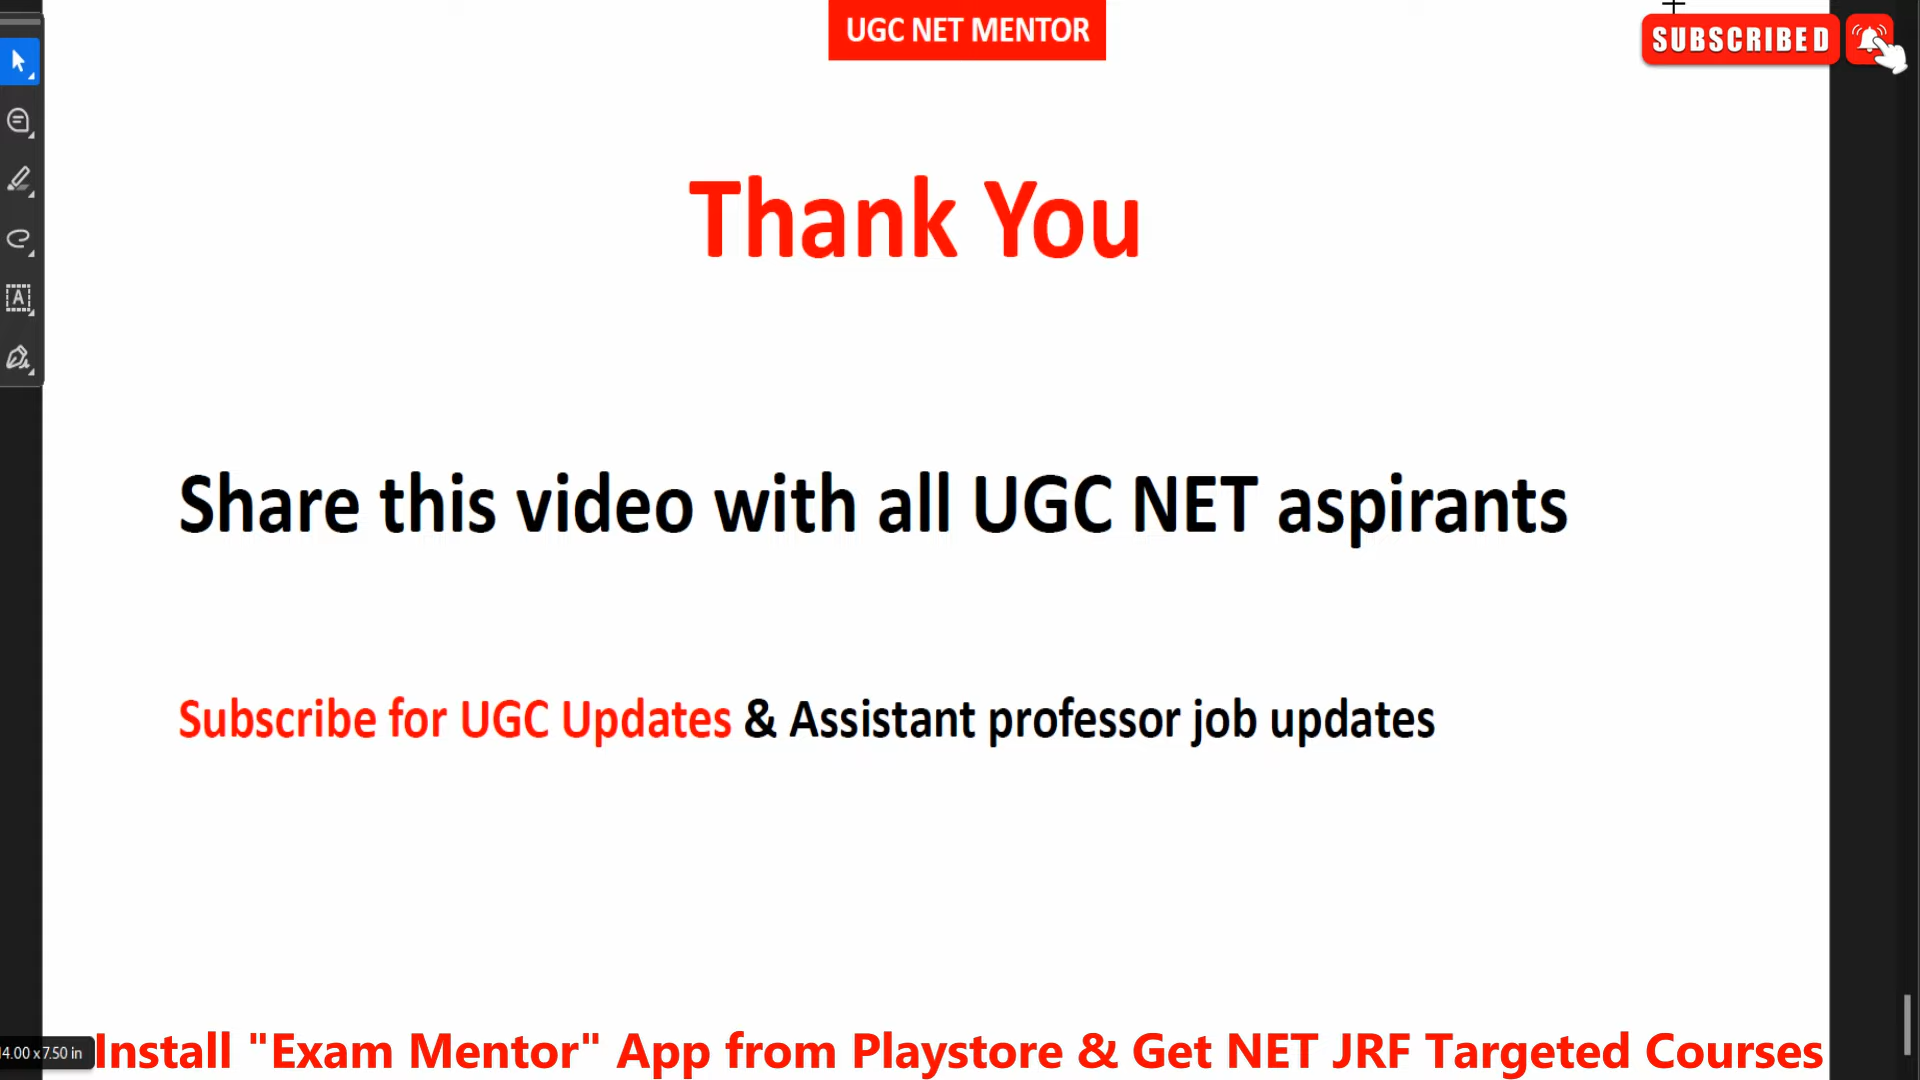 UGC NET MENTOR
SUBSCRIBED
Thank You
Share this video with all UGC NET aspirants
Subscribe for UGC Updates & Assistant professor job updates
4.00 x 7.50 in
Install "Exam Mentor" App from Playstore & Get NET JRF Targeted Courses